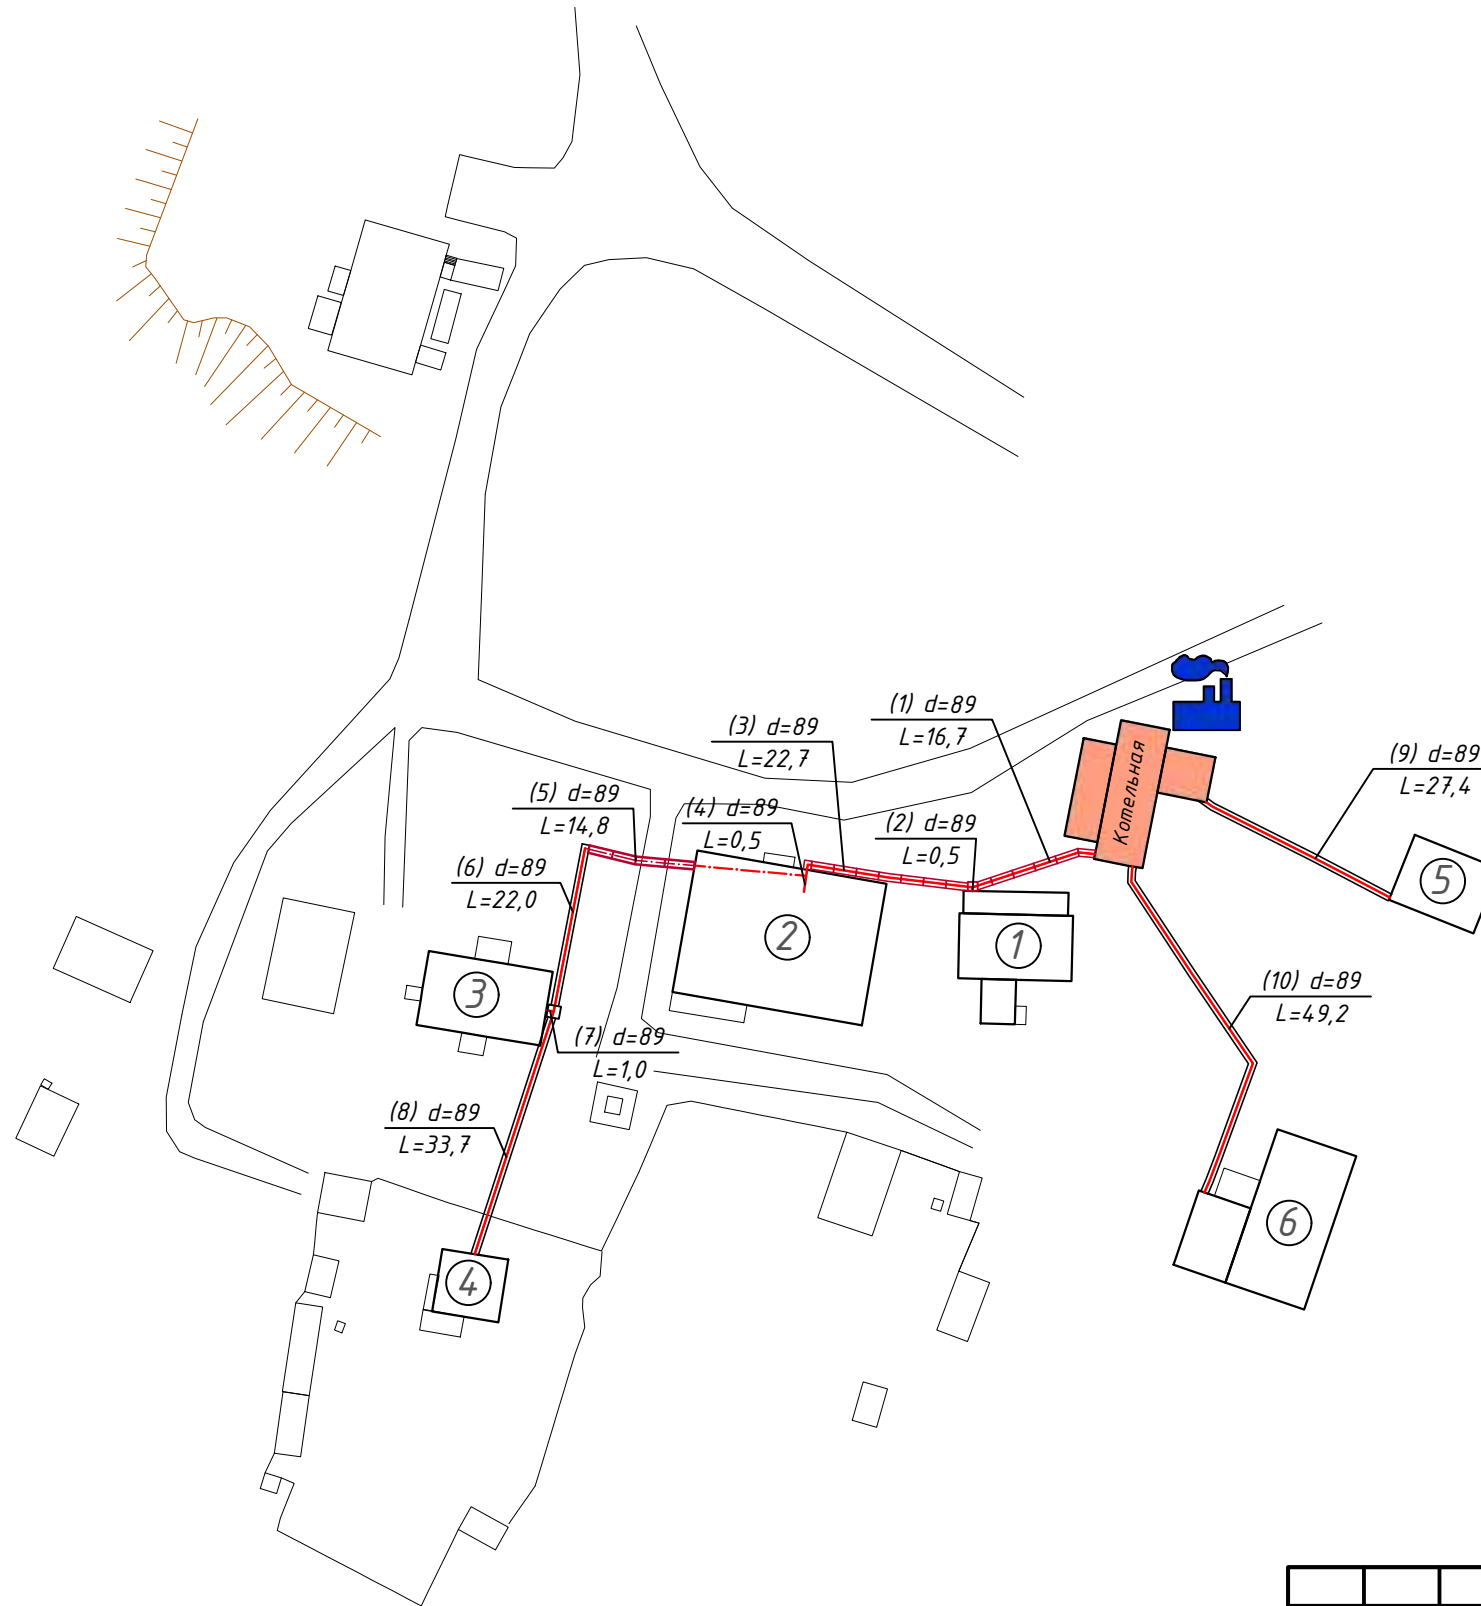 (1) d=89
L=16,7
(3) d=89
L=22,7
Котельная
(9) d=89
L=27,4
(5) d=89
L=14,8
(4) d=89
L=0,5
(2) d=89
L=0,5
(6) d=89
L=22,0
5
2
1
3
(10) d=89
L=49,2
(7) d=89
L=1,0
(8) d=89
L=33,7
6
4